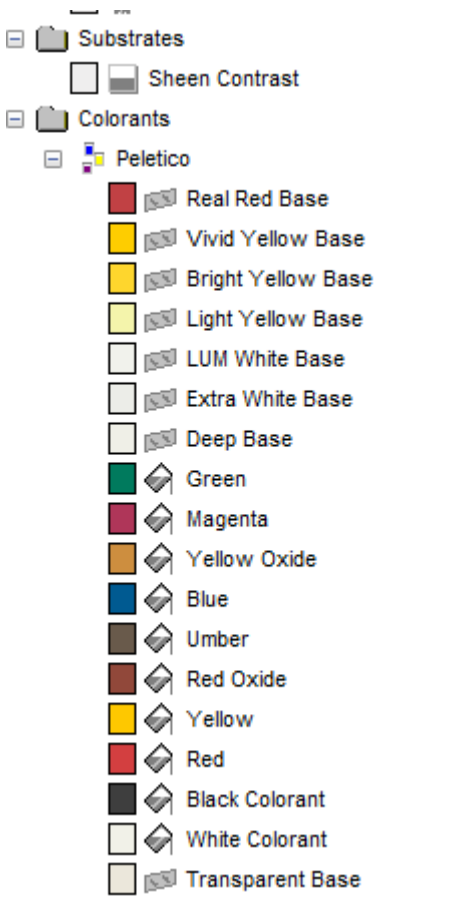 Substrates
Sheen Contrast
Colorants
Peletico
Real Red Base
Vivid Yellow Base
Bright Yellow Base
Light Yellow Base
LUM White Base
Extra White Base
Deep Base
Green
Magenta
Yellow Oxide
Blue
Umber
Red Oxide
Yellow
Red
Black Colorant
White Colorant
Transparent Base